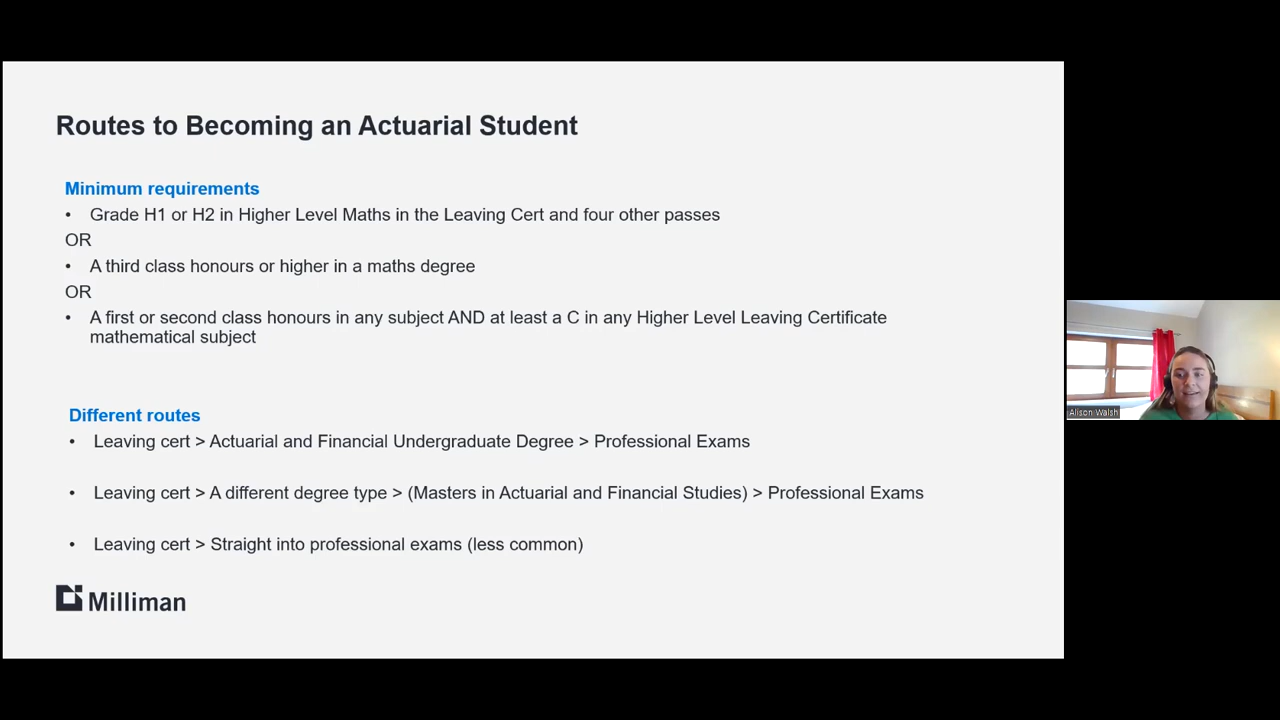 Routes to Becoming an Actuarial Student
Minimum requirements
• Grade H1 or H2 in Higher Level Maths in the Leaving Cert and four other passes
OR
• A third class honours or higher in a maths degree
OR
• A first or second class honours in any subject AND at least a C in any Higher Level Leaving Certificate
mathematical subject
Different routes
• Leaving cert > Actuarial and Financial Undergraduate Degree > Professional Exams
• Leaving cert > A different degree type > (Masters in Actuarial and Financial Studies) > Professional Exams
• Leaving cert > Straight into professional exams (less common)
Milliman
Alison Walsh